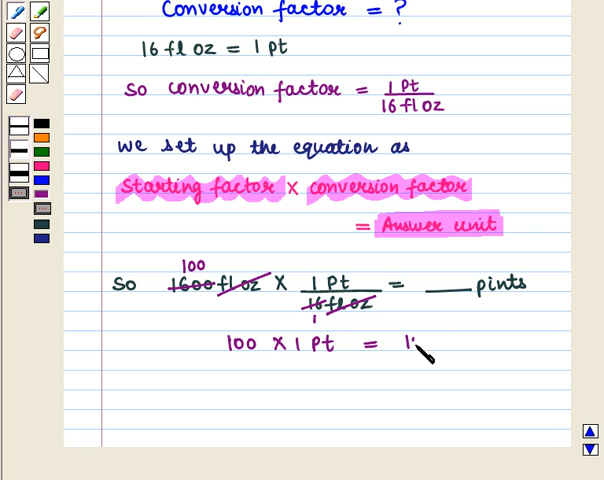 Conversion factor = ?
16 fl oz = 1 pt
So conversion factor = 1 pt / 16 fl oz
We set up the equation as
Starting factor × conversion factor
= Answer unit
100
So 1600 fl oz × 1 pt / 16 fl oz = ____ pints
1
100 × 1 pt = 1